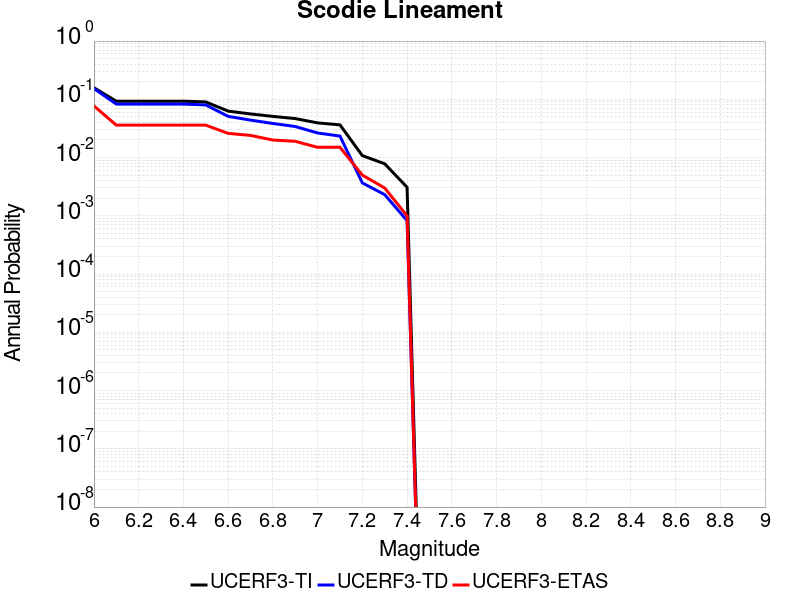 Scodie Lineament
Annual Probability
10^0
10^-1
10^-2
10^-3
10^-4
10^-5
10^-6
10^-7
10^-8
6 6.2 6.4 6.6 6.8 7 7.2 7.4 7.6 7.8 8 8.2 8.4 8.6 8.8 9
Magnitude
UCERF3-TI UCERF3-TD UCERF3-ETAS